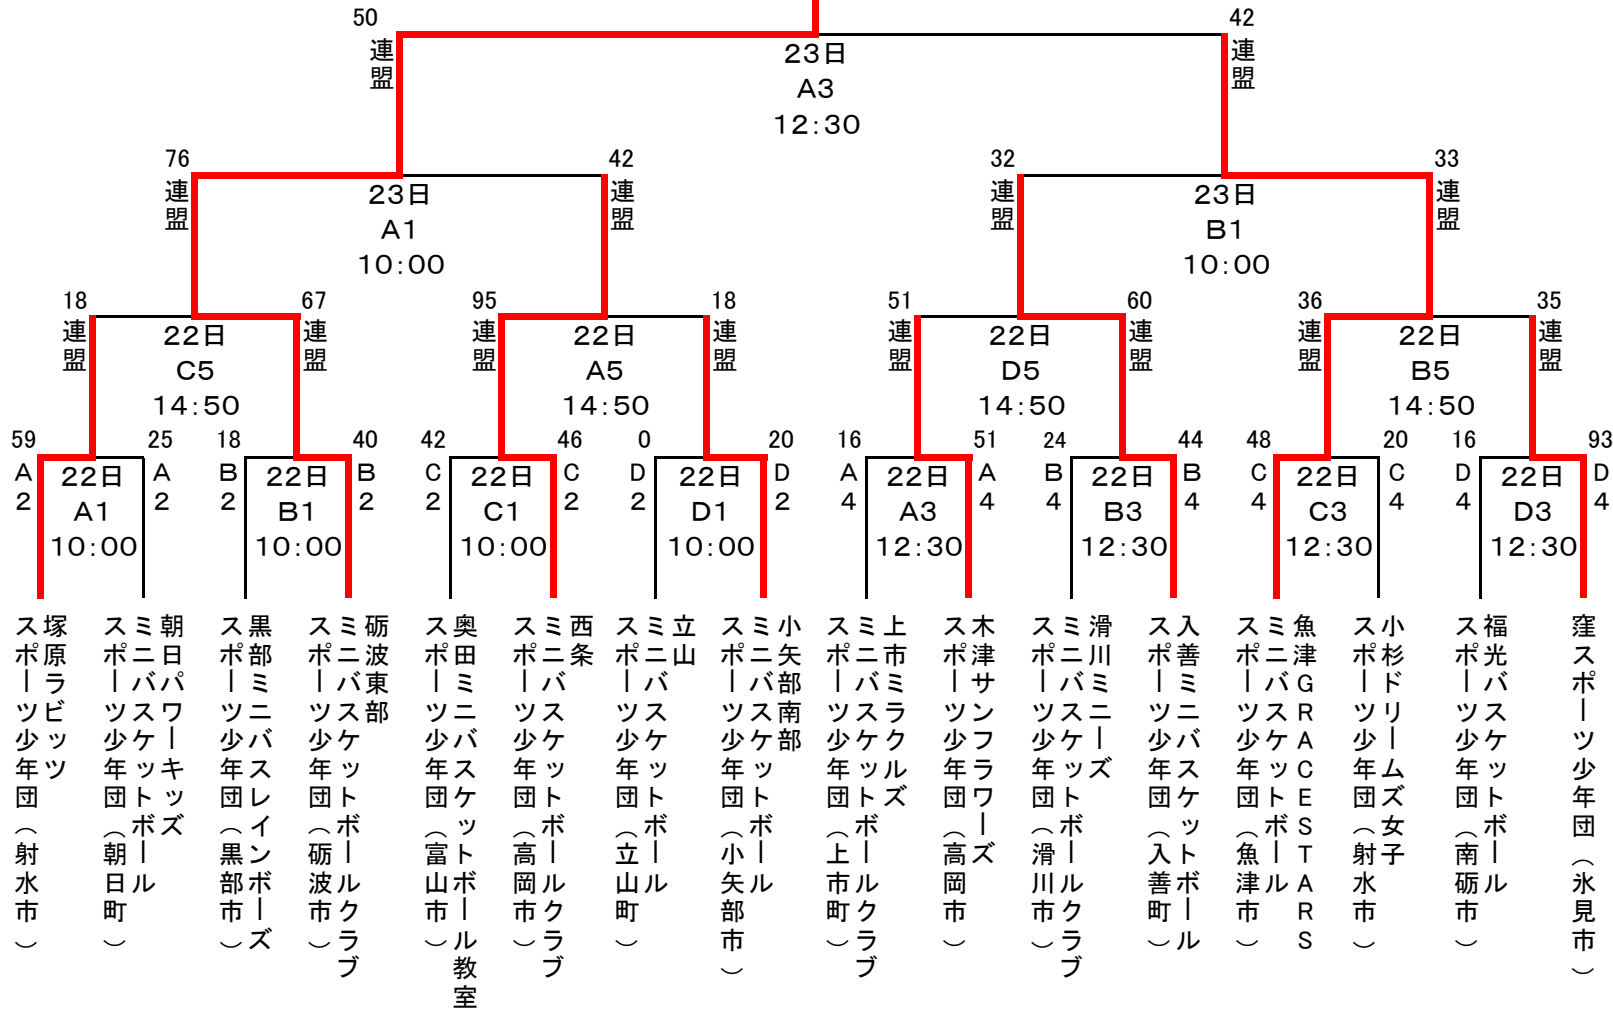 50
42
連盟
23日
A3
12:30
連盟
76
42
32
33
連盟
23日
A1
10:00
連盟
連盟
23日
B1
10:00
連盟
18
67
95
18
51
60
36
35
連盟
22日
C5
14:50
連盟
連盟
22日
A5
14:50
連盟
連盟
22日
D5
14:50
連盟
連盟
22日
B5
14:50
連盟
59
25
18
40
42
46
0
20
16
51
24
44
48
20
16
93
A2
22日
A1
10:00
A2
B2
22日
B1
10:00
B2
C2
22日
C1
10:00
C2
D2
22日
D1
10:00
D2
A4
22日
A3
12:30
A4
B4
22日
B3
12:30
B4
C4
22日
C3
12:30
C4
D4
22日
D3
12:30
D4
塚原ラビッツ
スポーツ少年団(射水市)
朝日パワーキッズ
ミニバスケットボール
スポーツ少年団(朝日町)
黒部ミニバスレインボーズ
スポーツ少年団(黒部市)
砺波東部
ミニバスケットボールクラブ
スポーツ少年団(砺波市)
奥田ミニバスケットボール教室
スポーツ少年団(富山市)
西条
ミニバスケットボールクラブ
スポーツ少年団(高岡市)
立山
ミニバスケットボール
スポーツ少年団(立山町)
小矢部南部
ミニバスケットボール
スポーツ少年団(小矢部市)
上市ミラクルズ
ミニバスケットボールクラブ
スポーツ少年団(上市町)
木津サンフラワーズ
スポーツ少年団(高岡市)
滑川ミニーズ
ミニバスケットボールクラブ
スポーツ少年団(滑川市)
入善ミニバスケットボール
スポーツ少年団(入善町)
魚津GRACESTARS
ミニバスケットボール
スポーツ少年団(魚津市)
小杉ドリームズ女子
スポーツ少年団(射水市)
福光バスケットボール
スポーツ少年団(南砺市)
窪スポーツ少年団(氷見市)